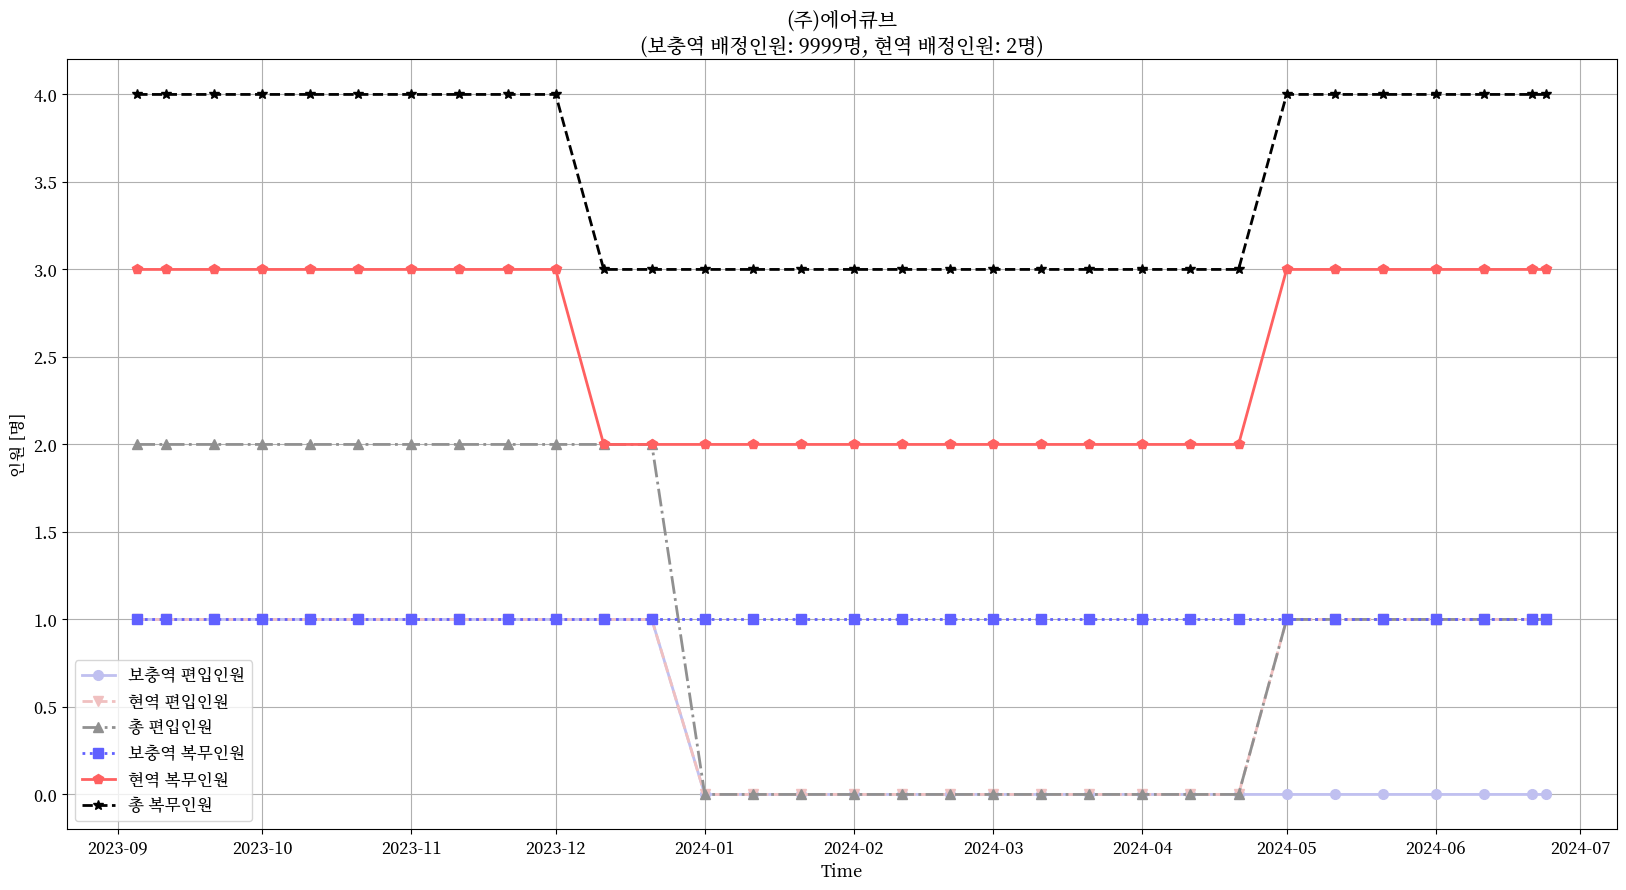 (주)에어큐브
(보충역 배정인원: 9999명, 현역 배정인원: 2명)
인원 [명]
4.0
3.5
3.0
2.5
2.0
1.5
1.0
0.5
0.0
보충역 편입인원
현역 편입인원
총 편입인원
보충역 복무인원
현역 복무인원
총 복무인원
2023-09 2023-10 2023-11 2023-12 2024-01 2024-02 2024-03 2024-04 2024-05 2024-06 2024-07
Time